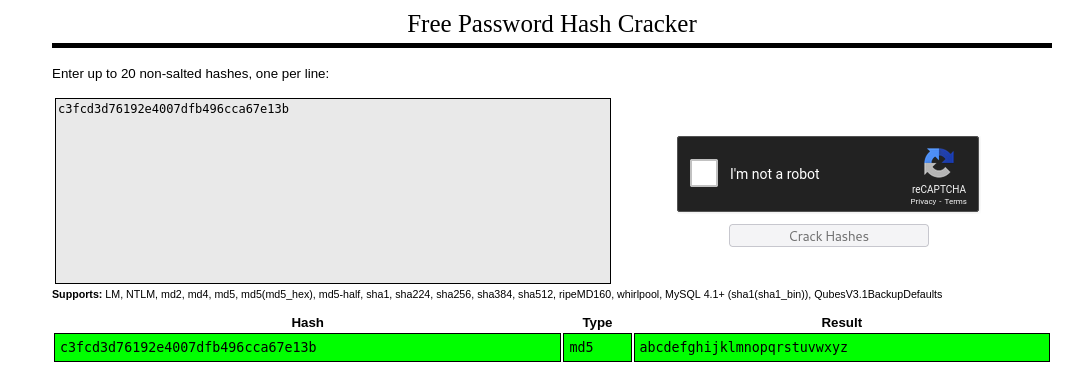 Free Password Hash Cracker
Enter up to 20 non-salted hashes, one per line:
c3fcd3d76192e4007dfb496cca67e13b
I'm not a robot
reCAPTCHA
Privacy - Terms
Crack Hashes
Supports: LM, NTLM, md2, md4, md5, md5(md5_hex), md5-half, sha1, sha224, sha256, sha384, sha512, ripeMD160, whirlpool, MySQL 4.1+ (sha1(sha1_bin)), QubesV3.1BackupDefaults
Hash Type Result
c3fcd3d76192e4007dfb496cca67e13b md5 abcdefghijklmnopqrstuvwxyz